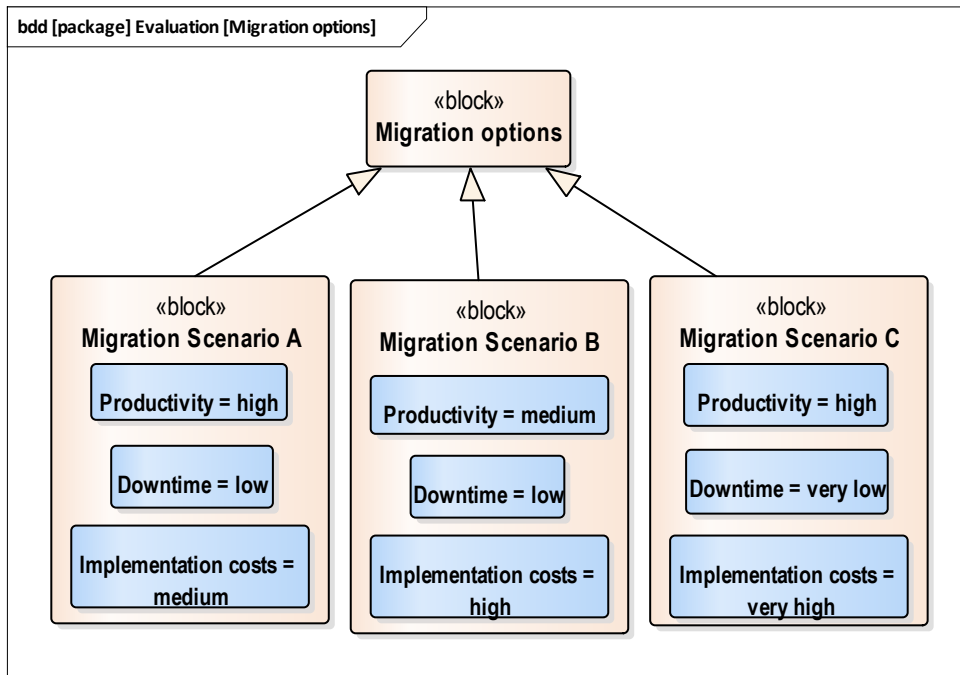 bdd [package] Evaluation [Migration options]
«block»
Migration options
«block»
Migration Scenario A
Productivity = high
Downtime = low
Implementation costs =
medium
«block»
Migration Scenario B
Productivity = medium
Downtime = low
Implementation costs =
high
«block»
Migration Scenario C
Productivity = high
Downtime = very low
Implementation costs =
very high